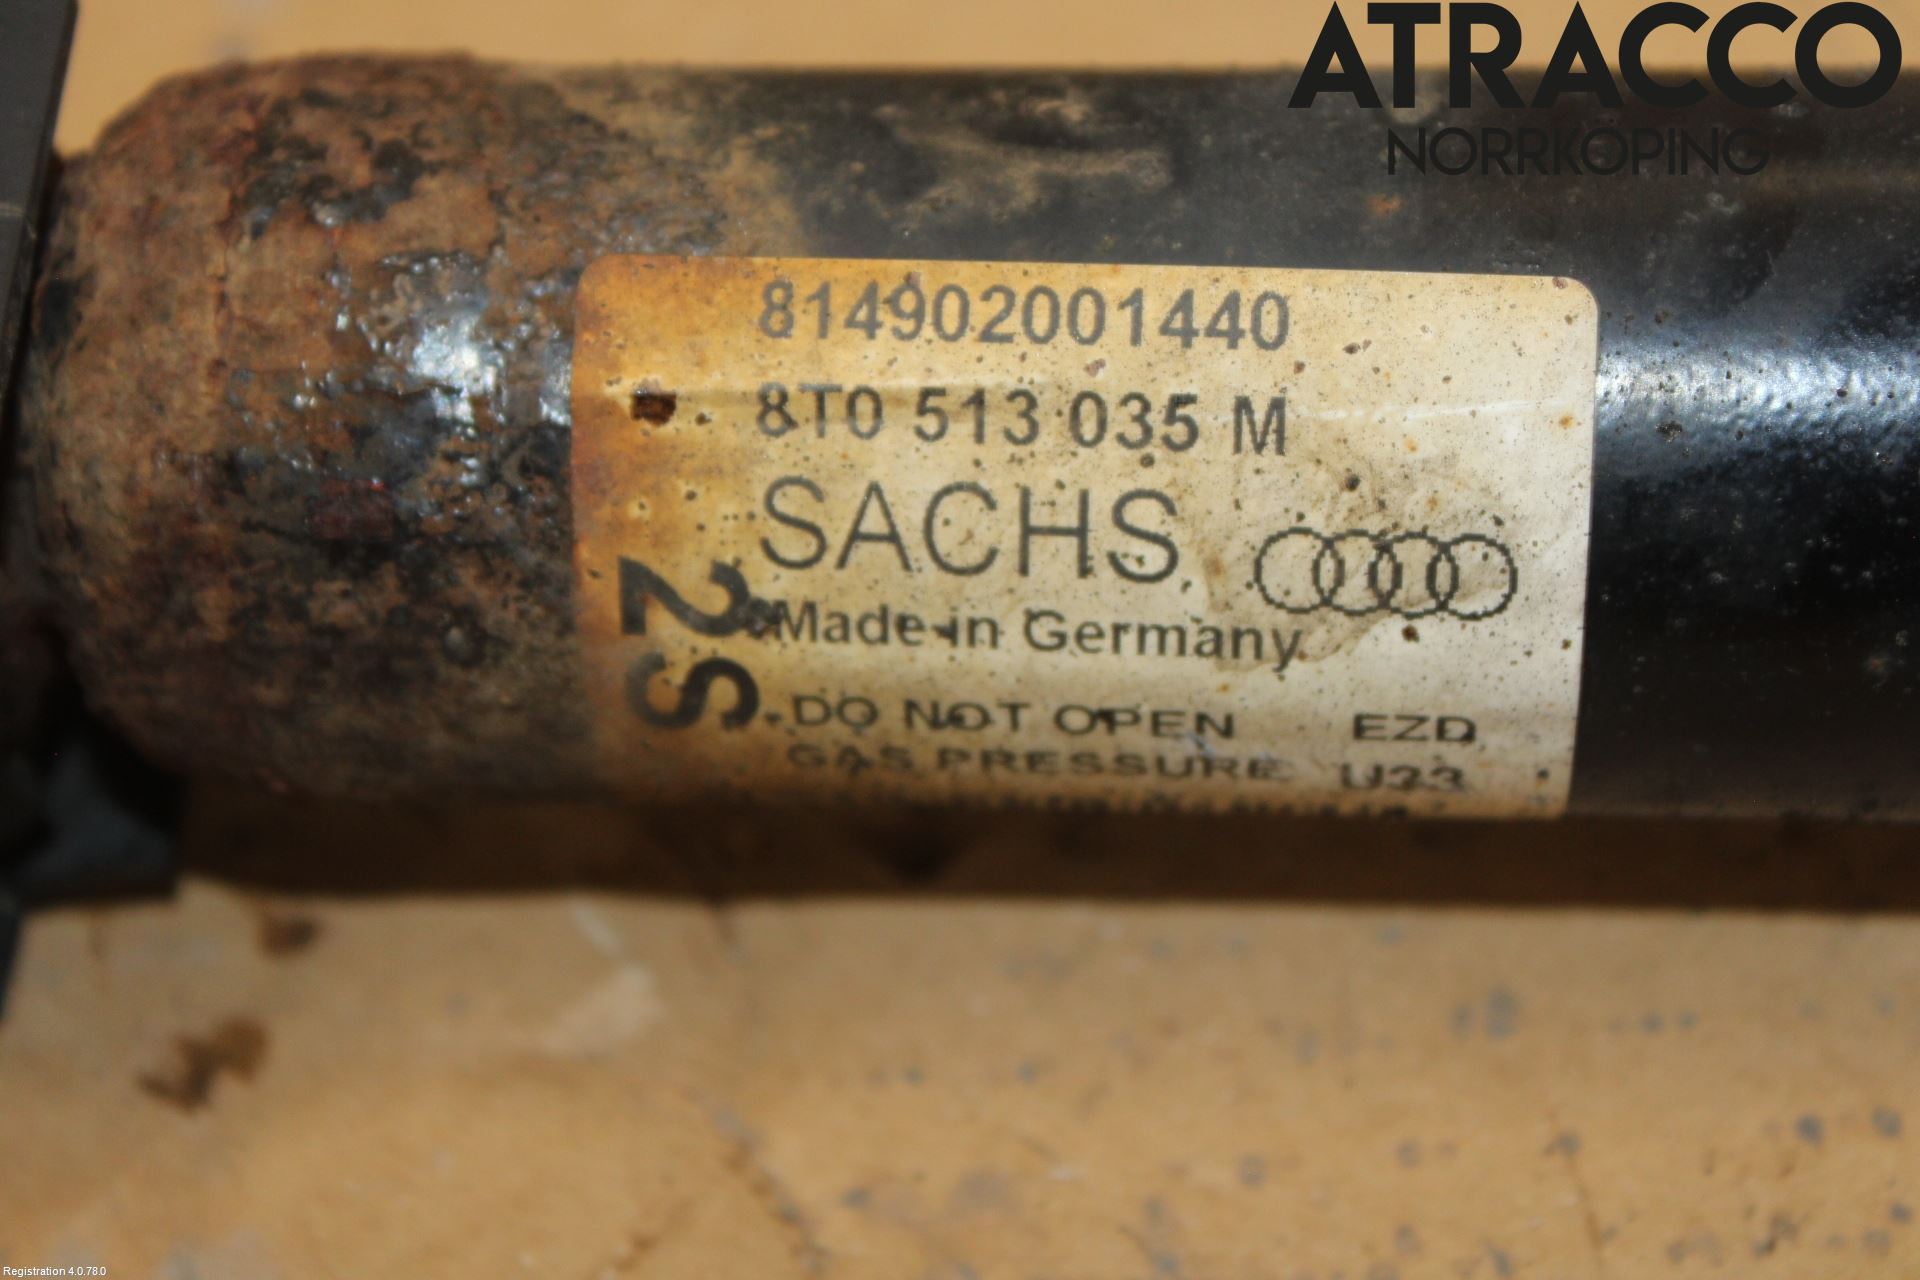 ATRACCO
NORRKÖPING
814902001440
8T0 513 035 M
SACHS
Made in Germany
2S
DO NOT OPEN EZD
GAS PRESSURE U33
Registration 4.0.78.0